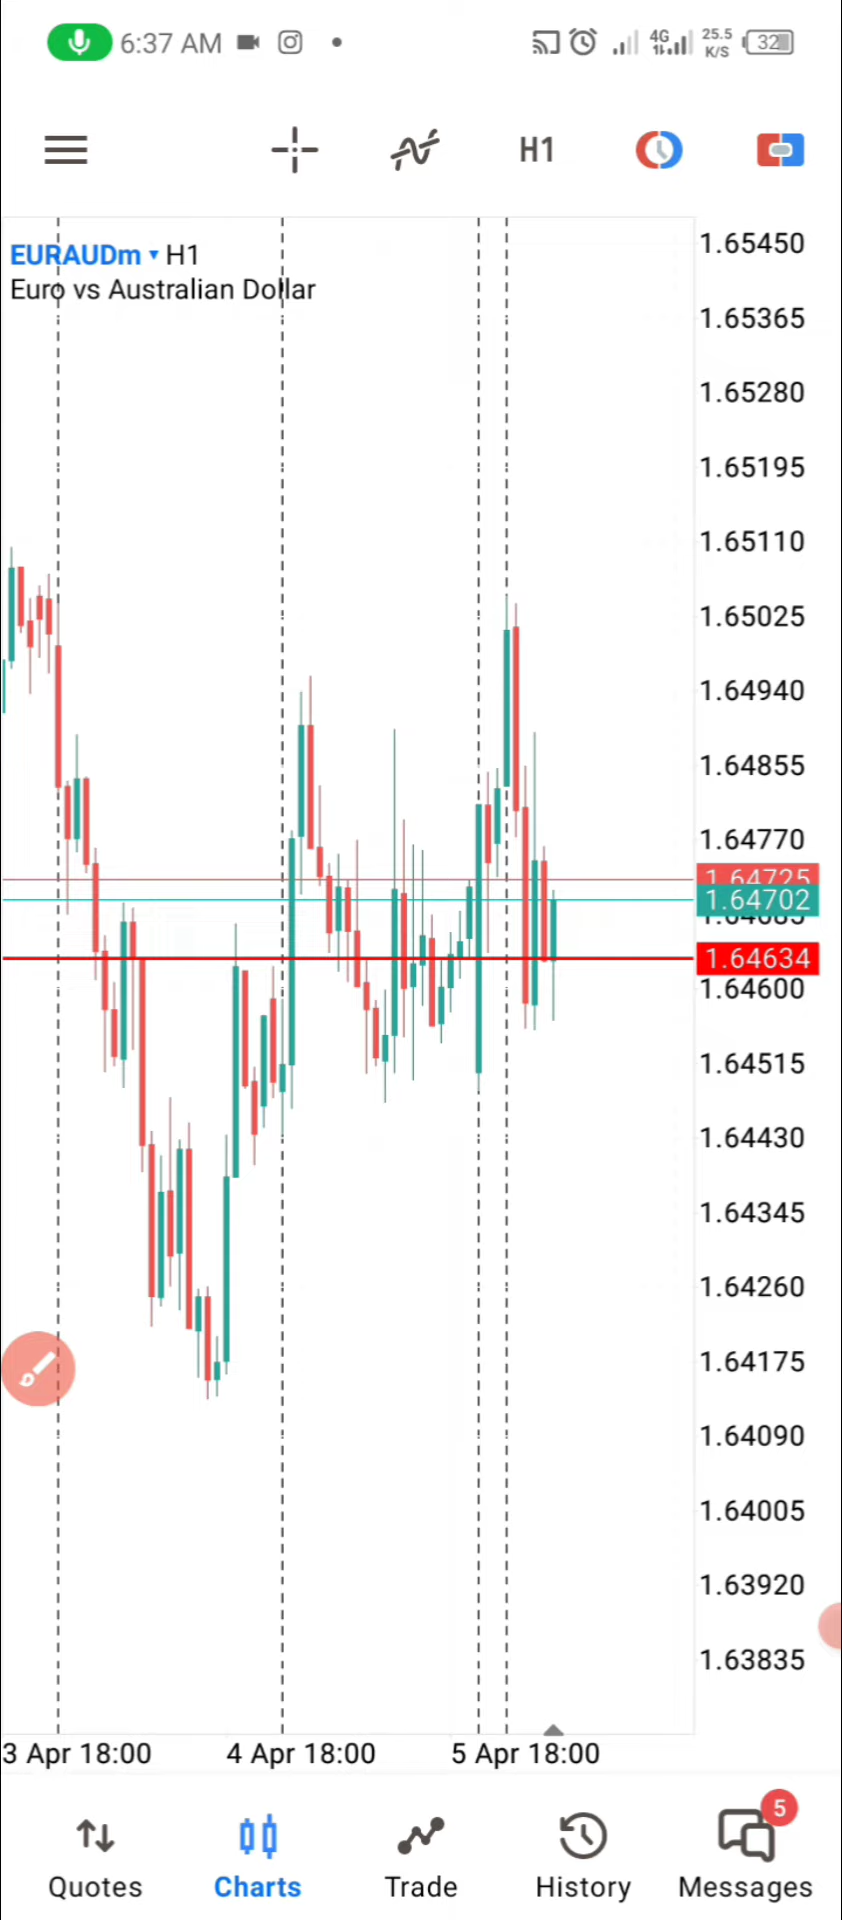 6:37 AM
4G
25.5
K/S
32
H1
EURAUDm ▾ H1
Euro vs Australian Dollar
1.65450
1.65365
1.65280
1.65195
1.65110
1.65025
1.64940
1.64855
1.64770
1.64725
1.64702
1.64685
1.64634
1.64600
1.64515
1.64430
1.64345
1.64260
1.64175
1.64090
1.64005
1.63920
1.63835
3 Apr 18:00
4 Apr 18:00
5 Apr 18:00
5
Quotes
Charts
Trade
History
Messages